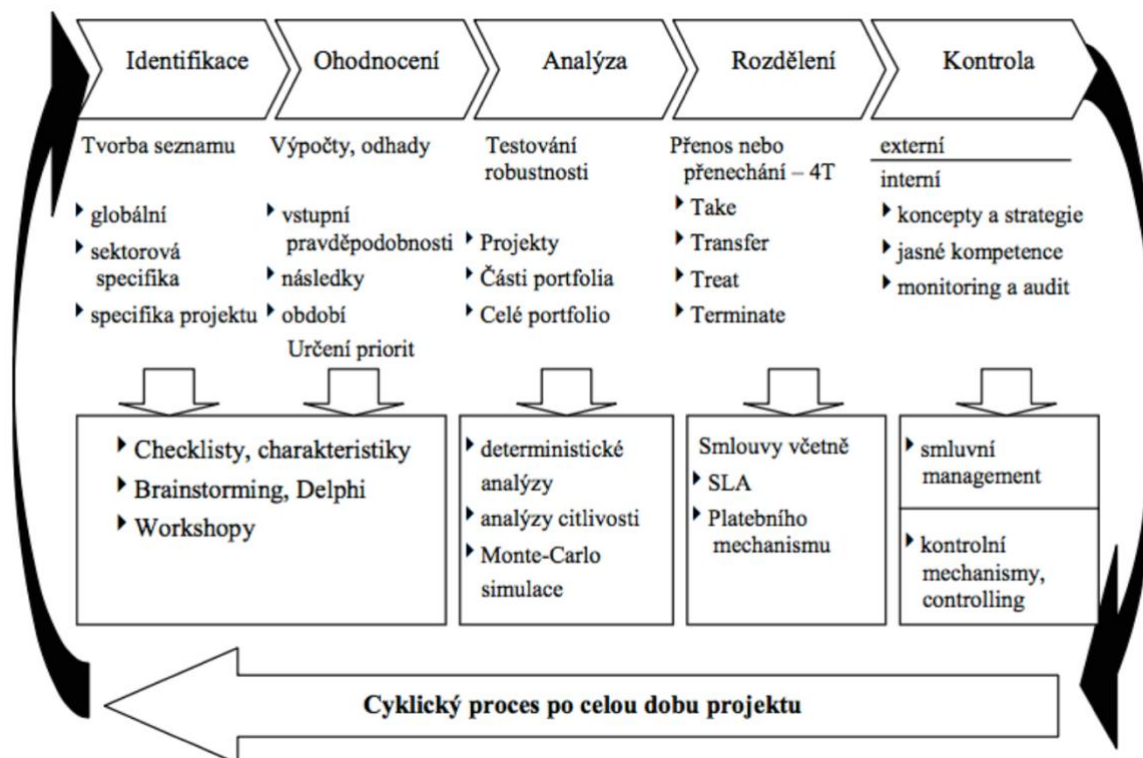 Identifikace
Ohodnocení
Analýza
Rozdělení
Kontrola
Tvorba seznamu
globální
sektorová
specifika
specifika projektu
Výpočty, odhady
vstupní
pravděpodobnosti
následky
období
Určení priorit
Testování
robustnosti
Projekty
Části portfolia
Celé portfolio
Přenos nebo
přenechání – 4T
Take
Transfer
Treat
Terminate
externí
interní
koncepty a strategie
jasné kompetence
monitoring a audit
Checklisty, charakteristiky
Brainstorming, Delphi
Workshopy
deterministické
analýzy
analýzy citlivosti
Monte-Carlo
simulace
Smlouvy včetně
SLA
Platebního
mechanismu
smluvní
management
kontrolní
mechanismy,
controlling
Cyklický proces po celou dobu projektu